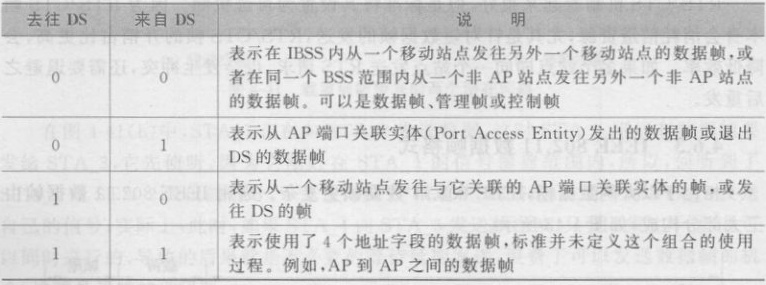 去往 DS 来自 DS 说 明
0 0 表示在 IBSS 内从一个移动站点发往另外一个移动站点的数据帧,或
者在同一个 BSS 范围内从一个非 AP 站点发往另外一个非 AP 站点
的数据帧。可以是数据帧、管理帧或控制帧
0 1 表示从 AP 端口关联实体(Port Access Entity)发出的数据帧或退出
DS 的数据帧
1 0 表示从一个移动站点发往与它关联的 AP 端口关联实体的帧,或发
往 DS 的帧
1 1 表示使用了 4 个地址字段的数据帧,标准并未定义这个组合的使用
过程。例如,AP 到 AP 之间的数据帧